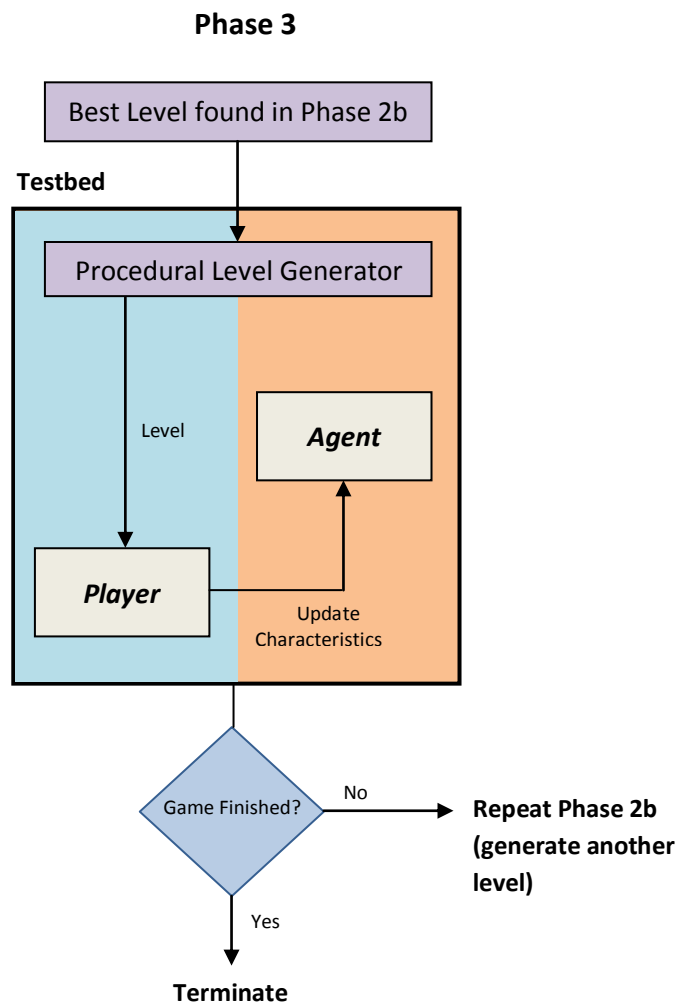 Phase 3
Best Level found in Phase 2b
Testbed
Procedural Level Generator
Level
Agent
Player
Update
Characteristics
Game Finished?
No
Repeat Phase 2b
(generate another
level)
Yes
Terminate